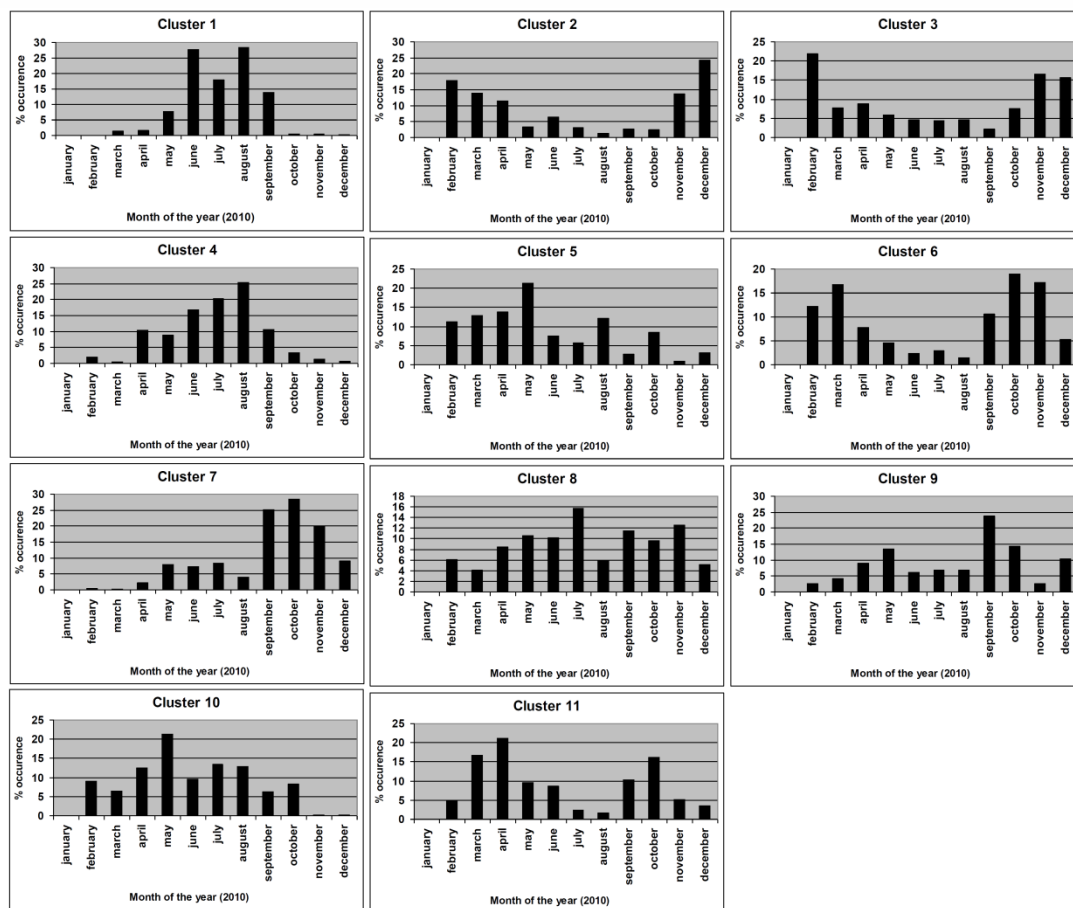 Cluster 1
% occurence
30
25
20
15
10
5
0
january
february
march
april
may
june
july
august
september
october
november
december
Month of the year (2010)
Cluster 2
% occurence
30
25
20
15
10
5
0
january
february
march
april
may
june
july
august
september
october
november
december
Month of the year (2010)
Cluster 3
% occurence
25
20
15
10
5
0
january
february
march
april
may
june
july
august
september
october
november
december
Month of the year (2010)
Cluster 4
% occurence
30
25
20
15
10
5
0
january
february
march
april
may
june
july
august
september
october
november
december
Month of the year (2010)
Cluster 5
% occurence
25
20
15
10
5
0
january
february
march
april
may
june
july
august
september
october
november
december
Month of the year (2010)
Cluster 6
% occurence
20
15
10
5
0
january
february
march
april
may
june
july
august
september
october
november
december
Month of the year (2010)
Cluster 7
% occurence
30
25
20
15
10
5
0
january
february
march
april
may
june
july
august
september
october
november
december
Month of the year (2010)
Cluster 8
% occurence
18
16
14
12
10
8
6
4
2
0
january
february
march
april
may
june
july
august
september
october
november
december
Month of the year (2010)
Cluster 9
% occurence
30
25
20
15
10
5
0
january
february
march
april
may
june
july
august
september
october
november
december
Month of the year (2010)
Cluster 10
% occurence
25
20
15
10
5
0
january
february
march
april
may
june
july
august
september
october
november
december
Month of the year (2010)
Cluster 11
% occurence
25
20
15
10
5
0
january
february
march
april
may
june
july
august
september
october
november
december
Month of the year (2010)